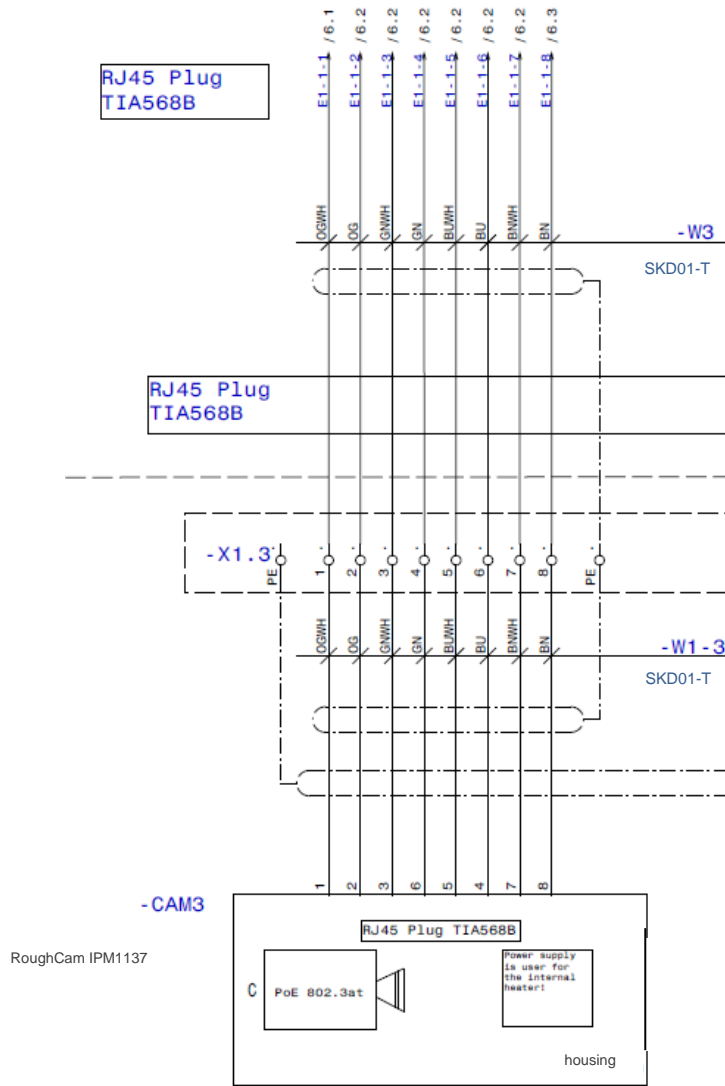 /6.1 /6.2 /6.2 /6.2 /6.2 /6.2 /6.2 /6.3
E1-1-1 E1-1-2 E1-1-3 E1-1-4 E1-1-5 E1-1-6 E1-1-7 E1-1-8
RJ45 Plug
TIA568B
OGWH OG GNWH GN BUWH BU BNWH BN
-W3
SKD01-T
RJ45 Plug
TIA568B
-X1.3
PE 1 2 3 4 5 6 7 8 PE
OGWH OG GNWH GN BUWH BU BNWH BN
-W1-3
SKD01-T
1 2 3 6 5 4 7 8
-CAM3
RJ45 Plug TIA568B
RoughCam IPM1137
C
PoE 802.3at
Power supply
is user for
the internal
heater!
housing